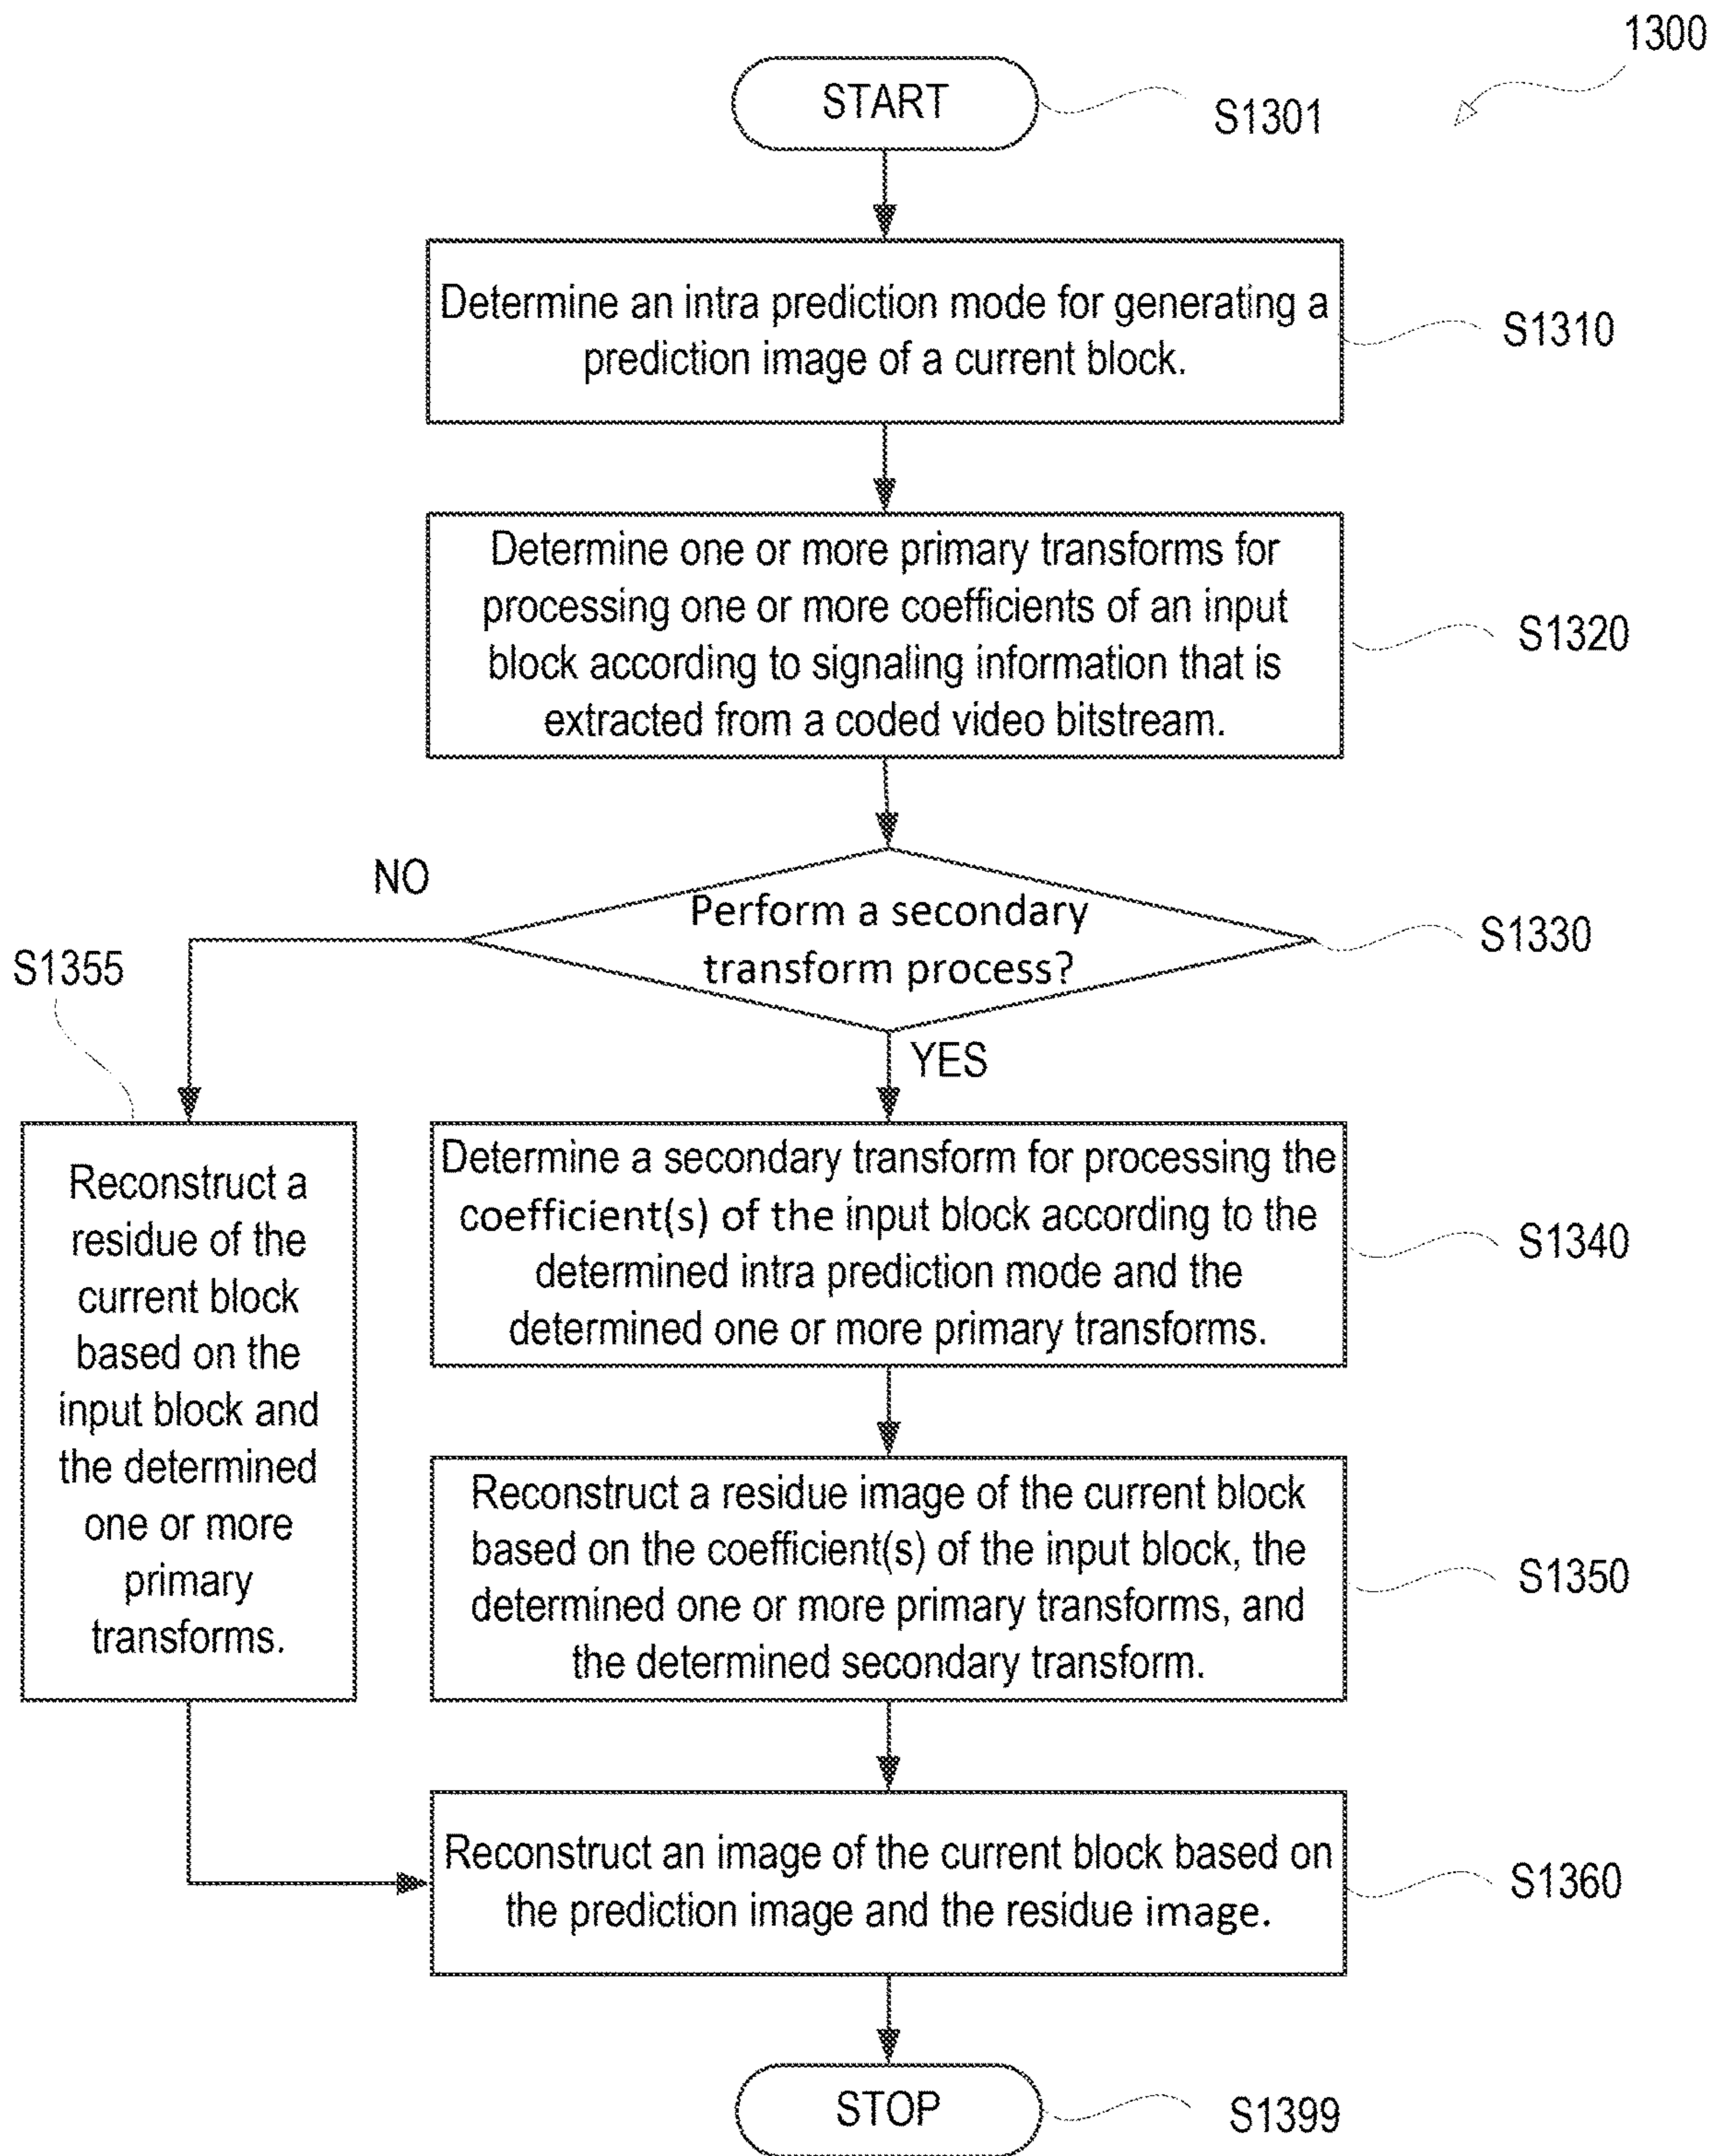 1300
START
S1301
Determine an intra prediction mode for generating a
prediction image of a current block.
S1310
Determine one or more primary transforms for
processing one or more coefficients of an input
block according to signaling information that is
extracted from a coded video bitstream.
S1320
NO
Perform a secondary
transform process?
S1330
S1355
YES
Reconstruct a
residue of the
current block
based on the
input block and
the determined
one or more
primary
transforms.
Determine a secondary transform for processing the
coefficient(s) of the input block according to the
determined intra prediction mode and the
determined one or more primary transforms.
S1340
Reconstruct a residue image of the current block
based on the coefficient(s) of the input block, the
determined one or more primary transforms, and
the determined secondary transform.
S1350
Reconstruct an image of the current block based on
the prediction image and the residue image.
S1360
STOP
S1399